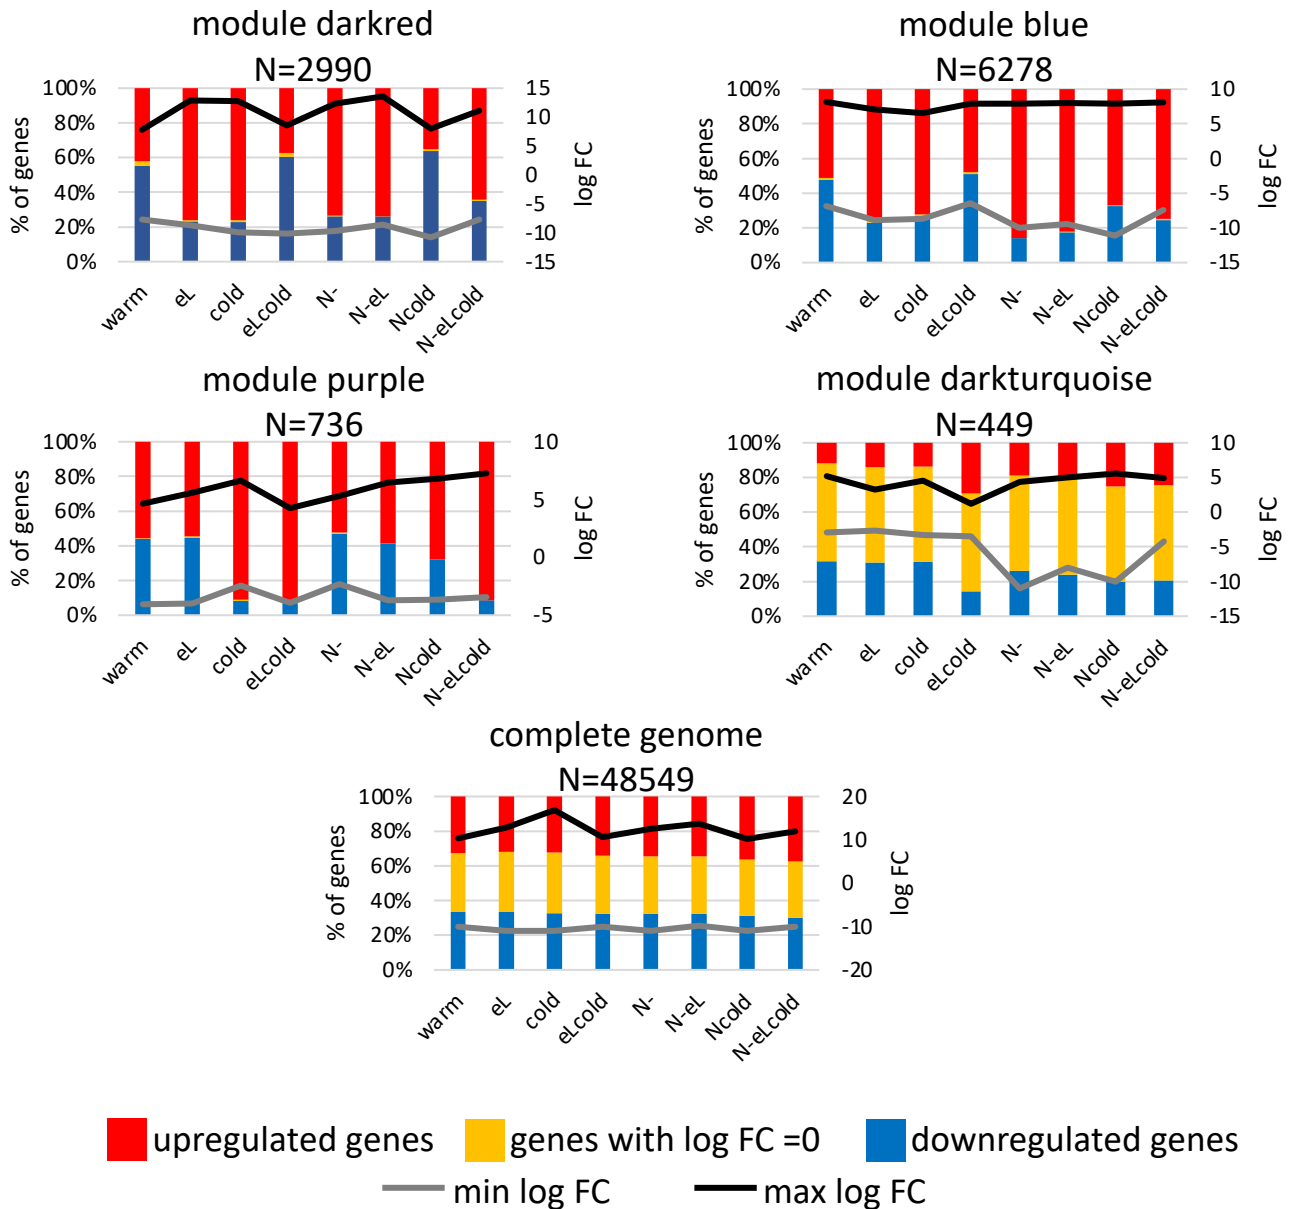 module darkred
N=2990
100%
80%
60%
40%
20%
0%
% of genes
15
10
5
0
-5
-10
-15
log FC
warm
eL
cold
eLcold
N-
N-eL
Ncold
N-eLcold
module blue
N=6278
100%
80%
60%
40%
20%
0%
% of genes
10
5
0
-5
-10
-15
log FC
warm
eL
cold
eLcold
N-
N-eL
Ncold
N-eLcold
module purple
N=736
100%
80%
60%
40%
20%
0%
% of genes
10
5
0
-5
log FC
warm
eL
cold
eLcold
N-
N-eL
Ncold
N-eLcold
module darkturquoise
N=449
100%
80%
60%
40%
20%
0%
% of genes
10
5
0
-5
-10
-15
log FC
warm
eL
cold
eLcold
N-
N-eL
Ncold
N-eLcold
complete genome
N=48549
100%
80%
60%
40%
20%
0%
% of genes
20
10
0
-10
-20
log FC
warm
eL
cold
eLcold
N-
N-eL
Ncold
N-eLcold
upregulated genes
genes with log FC =0
downregulated genes
min log FC
max log FC